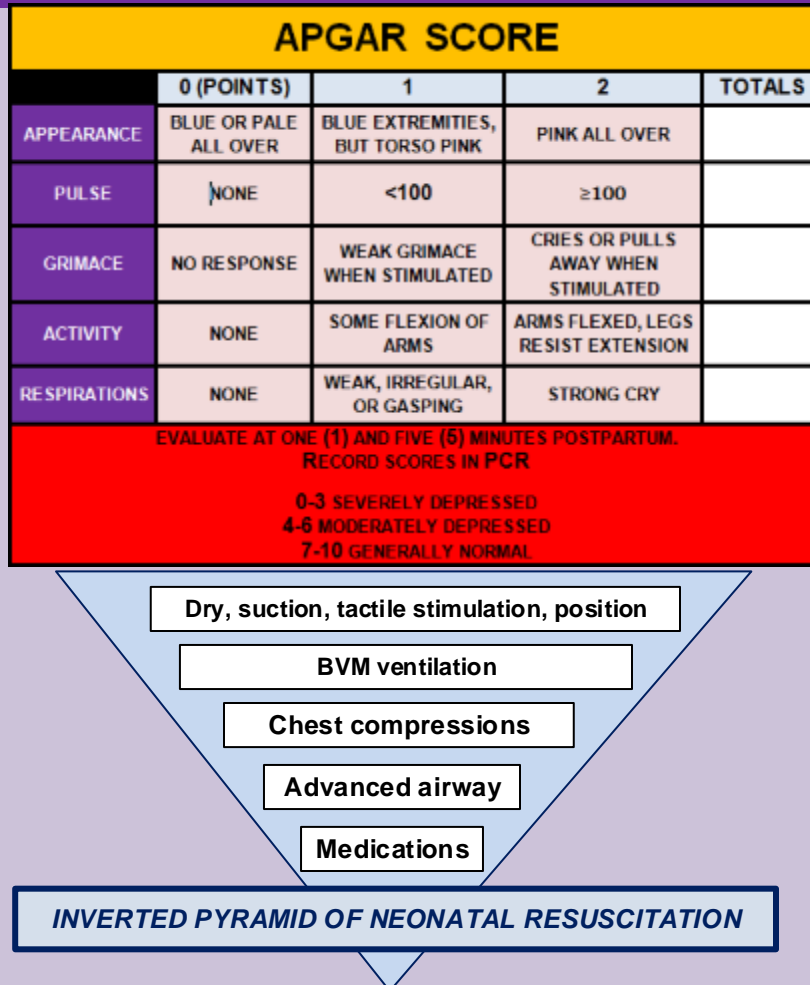 APGAR SCORE
0 (POINTS) 1 2 TOTALS
APPEARANCE
BLUE OR PALE
ALL OVER
BLUE EXTREMITIES,
BUT TORSO PINK
PINK ALL OVER
PULSE
NONE
<100
≥100
GRIMACE
NO RESPONSE
WEAK GRIMACE
WHEN STIMULATED
CRIES OR PULLS
AWAY WHEN
STIMULATED
ACTIVITY
NONE
SOME FLEXION OF
ARMS
ARMS FLEXED, LEGS
RESIST EXTENSION
RESPIRATIONS
NONE
WEAK, IRREGULAR,
OR GASPING
STRONG CRY
EVALUATE AT ONE (1) AND FIVE (5) MINUTES POSTPARTUM.
RECORD SCORES IN PCR
0-3 SEVERELY DEPRESSED
4-6 MODERATELY DEPRESSED
7-10 GENERALLY NORMAL
Dry, suction, tactile stimulation, position
BVM ventilation
Chest compressions
Advanced airway
Medications
INVERTED PYRAMID OF NEONATAL RESUSCITATION